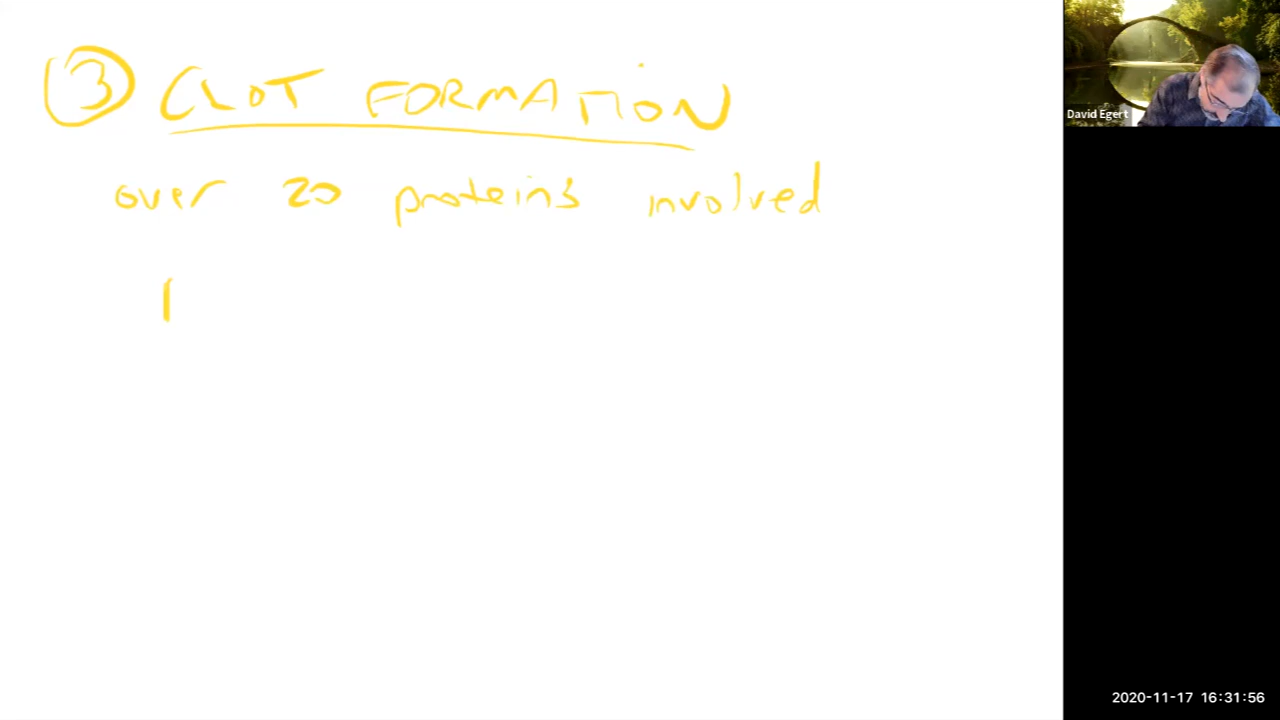 3 CLOT FORMATION
over 20 proteins involved
David Egert
2020-11-17 16:31:56